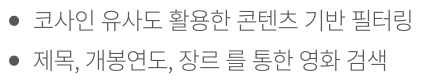 • 코사인 유사도 활용한 콘텐츠 기반 필터링
• 제목, 개봉연도, 장르 를 통한 영화 검색